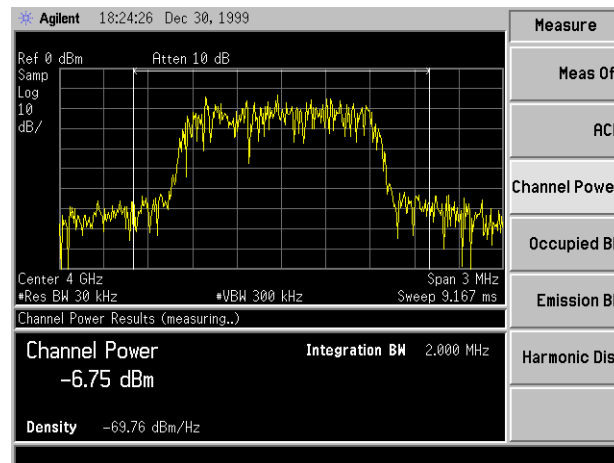 Agilent 18:24:26 Dec 30, 1999
Measure
Ref 0 dBm Atten 10 dB
Samp
Log
10
dB/
Meas Of
AC
Channel Powe
Occupied B
Emission B
Harmonic Dis
Center 4 GHz Span 3 MHz
#Res BW 30 kHz #VBW 300 kHz Sweep 9.167 ms
Channel Power Results (measuring..)
Channel Power Integration BW 2.000 MHz
-6.75 dBm
Density -69.76 dBm/Hz